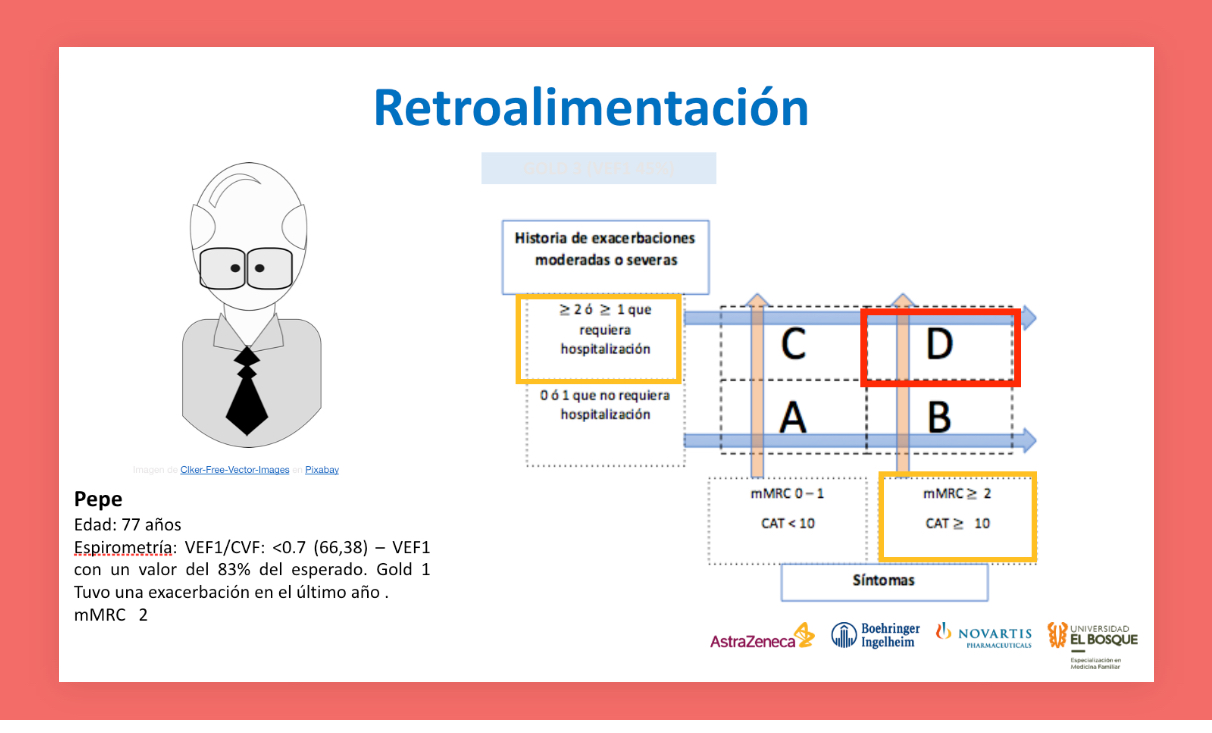 Retroalimentación
Historia de exacerbaciones
moderadas o severas
≥ 2 ó ≥ 1 que
requiera
hospitalización
0 ó 1 que no requiera
hospitalización
C
D
A
B
mMRC 0 – 1
CAT < 10
mMRC ≥ 2
CAT ≥ 10
Síntomas
Imagen de Clker-Free-Vector-Images en Pixabay
Pepe
Edad: 77 años
Espirometría: VEF1/CVF: <0.7 (66,38) – VEF1
con un valor del 83% del esperado. Gold 1
Tuvo una exacerbación en el último año .
mMRC 2
AstraZeneca
Boehringer
Ingelheim
NOVARTIS
PHARMACEUTICALS
UNIVERSIDAD
EL BOSQUE
Especialización en
Medicina Familiar